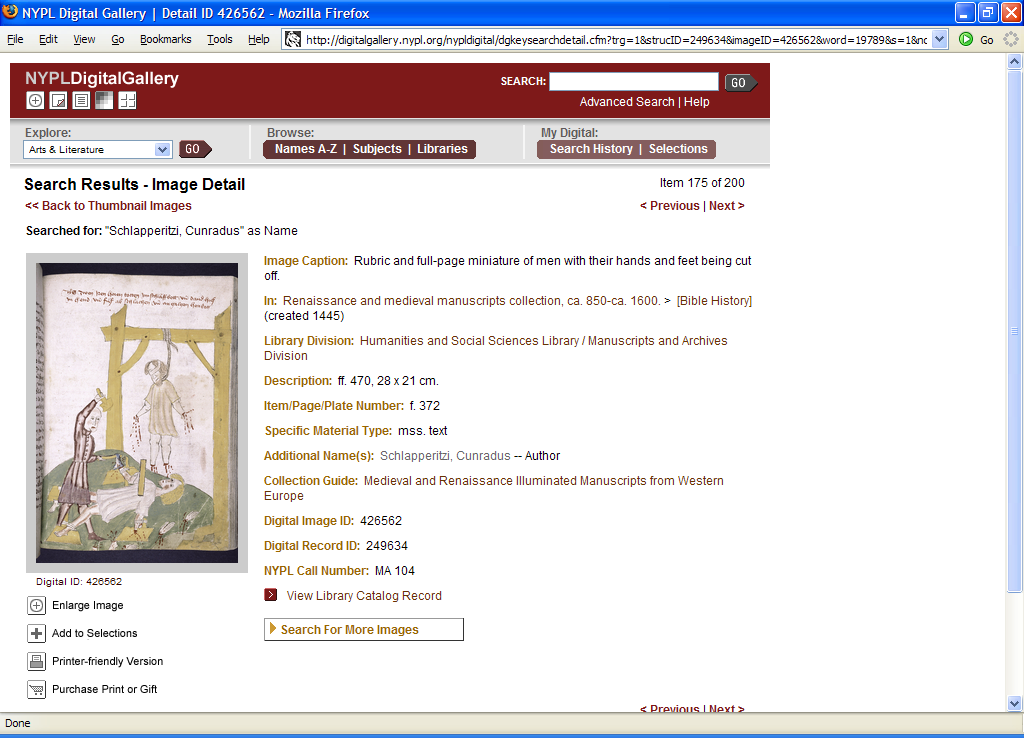 NYPL Digital Gallery | Detail ID 426562 - Mozilla Firefox
File Edit View Go Bookmarks Tools Help http://digitalgallery.nypl.org/nypldigital/dgkeysearchdetail.cfm?trg=1&strucID=249634&imageID=426562&word=19789&s=1&no Go
NYPLDigitalGallery
SEARCH: GO
Advanced Search | Help
Explore: Browse: My Digital:
Arts & Literature GO Names A-Z | Subjects | Libraries Search History | Selections
Search Results - Image Detail Item 175 of 200
<< Back to Thumbnail Images < Previous | Next >
Searched for: "Schlapperitzi, Cunradus" as Name
Image Caption: Rubric and full-page miniature of men with their hands and feet being cut
off.
In: Renaissance and medieval manuscripts collection, ca. 850-ca. 1600. > [Bible History]
(created 1445)
Library Division: Humanities and Social Sciences Library / Manuscripts and Archives
Division
Description: ff. 470, 28 x 21 cm.
Item/Page/Plate Number: f. 372
Specific Material Type: mss. text
Additional Name(s): Schlapperitzi, Cunradus -- Author
Collection Guide: Medieval and Renaissance Illuminated Manuscripts from Western
Europe
Digital Image ID: 426562
Digital Record ID: 249634
NYPL Call Number: MA 104
View Library Catalog Record
Search For More Images
Digital ID: 426562
Enlarge Image
Add to Selections
Printer-friendly Version
Purchase Print or Gift
< Previous | Next >
Done